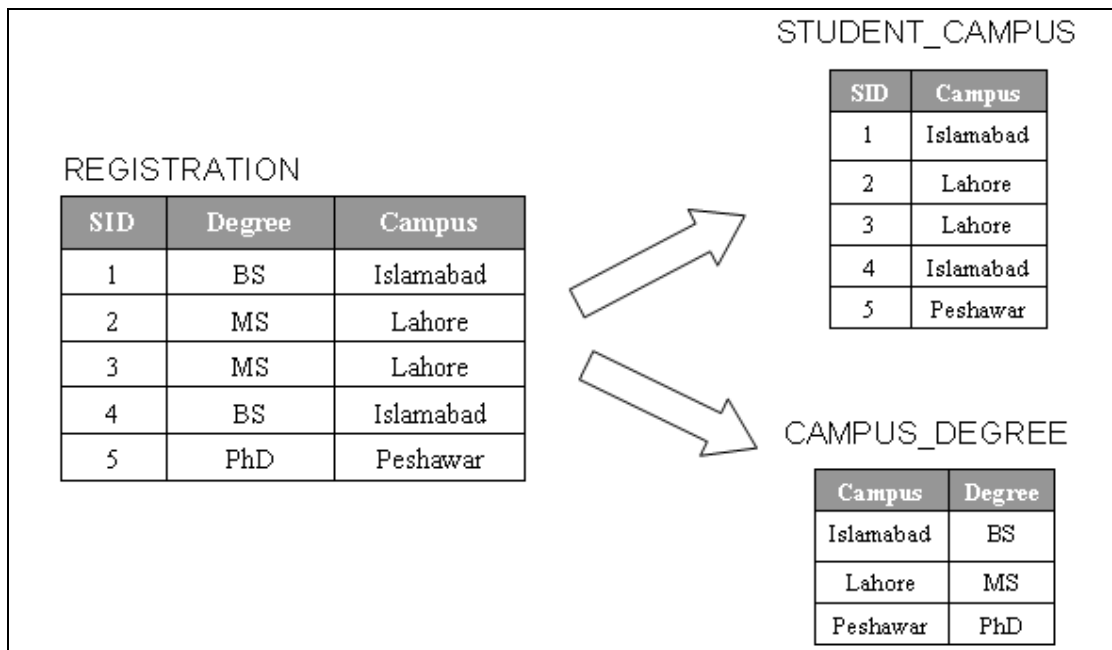 REGISTRATION
SID Degree Campus
1 BS Islamabad
2 MS Lahore
3 MS Lahore
4 BS Islamabad
5 PhD Peshawar
STUDENT_CAMPUS
SID Campus
1 Islamabad
2 Lahore
3 Lahore
4 Islamabad
5 Peshawar
CAMPUS_DEGREE
Campus Degree
Islamabad BS
Lahore MS
Peshawar PhD